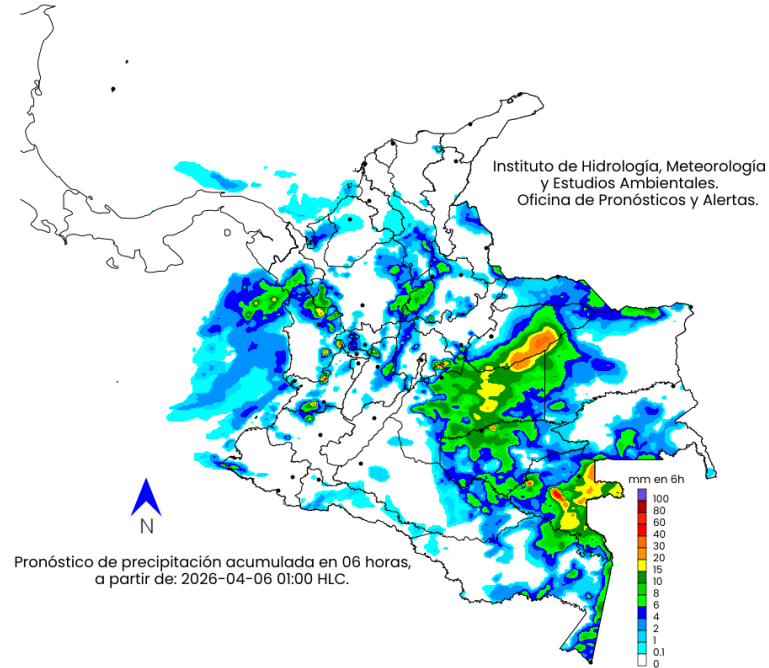 Instituto de Hidrología, Meteorología
y Estudios Ambientales.
Oficina de Pronósticos y Alertas.
mm en 6h
100
80
60
40
30
20
15
10
8
6
4
2
1
0.1
N
Pronóstico de precipitación acumulada en 06 horas,
a partir de: 2026-04-06 01:00 HLC.